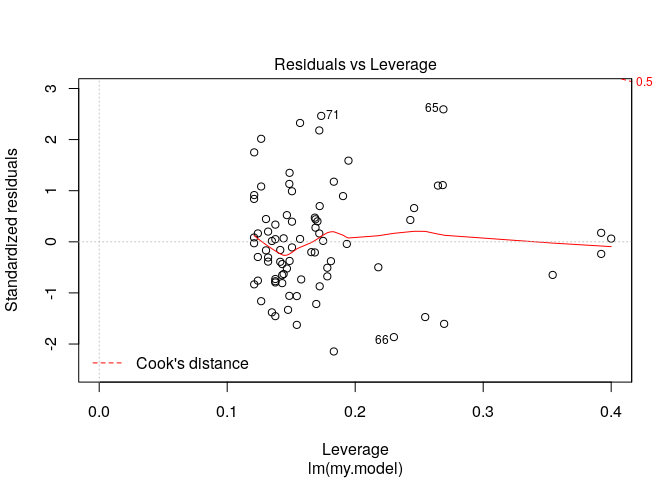 Residuals vs Leverage
Standardized residuals
3
2
1
0
-1
-2
0.5
71
65
66
Cook's distance
0.0 0.1 0.2 0.3 0.4
Leverage
lm(my.model)